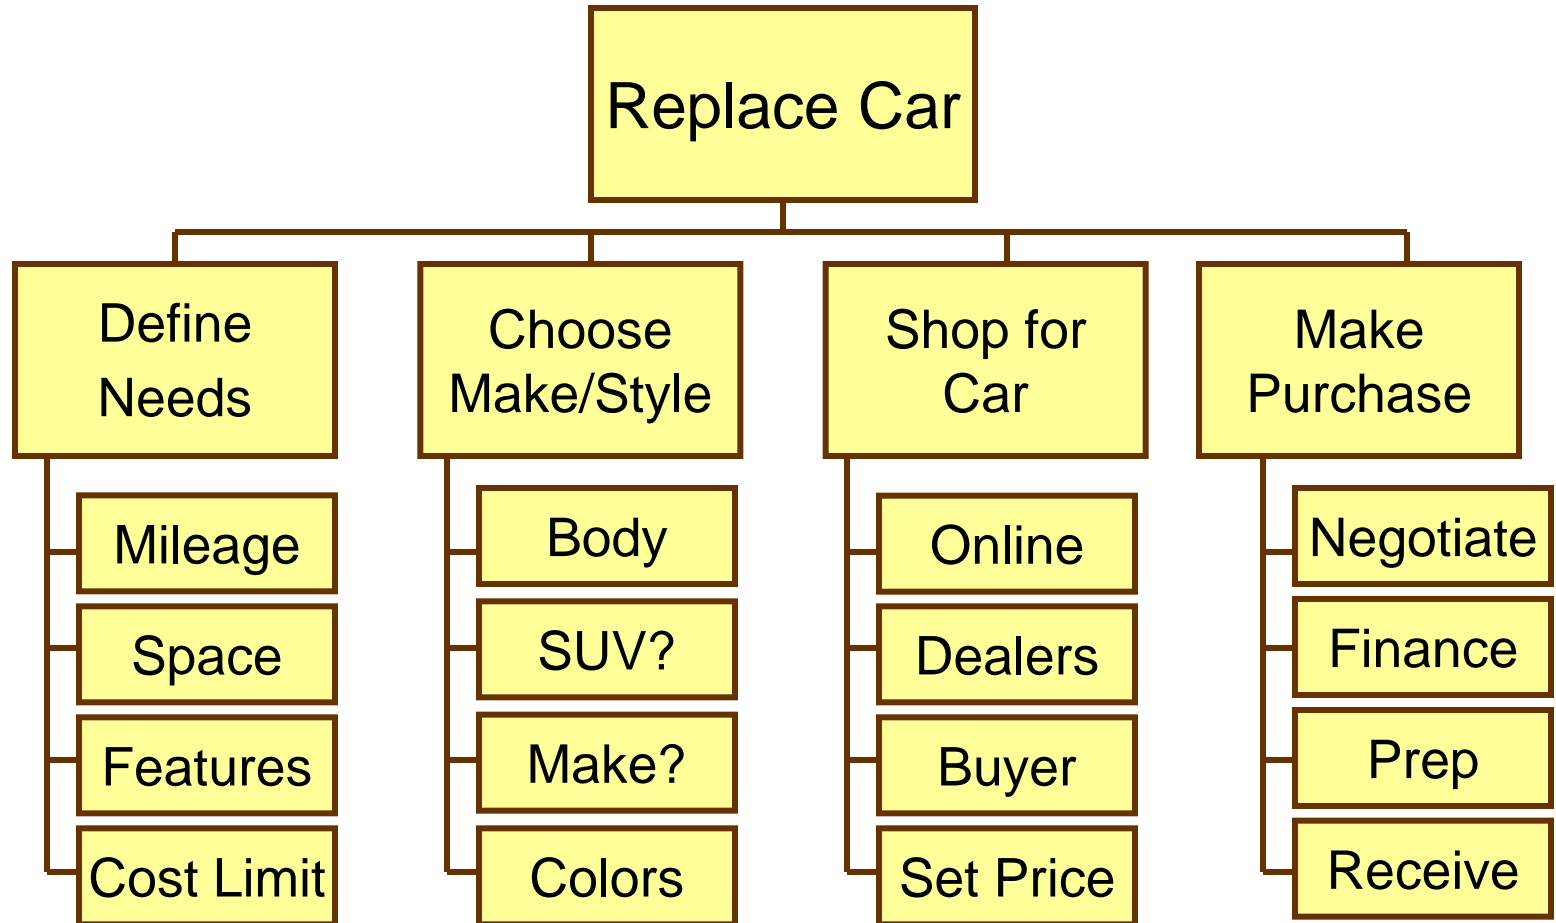 Replace Car
Define
Needs
Mileage
Space
Features
Cost Limit
Choose
Make/Style
Body
SUV?
Make?
Colors
Shop for
Car
Online
Dealers
Buyer
Set Price
Make
Purchase
Negotiate
Finance
Prep
Receive